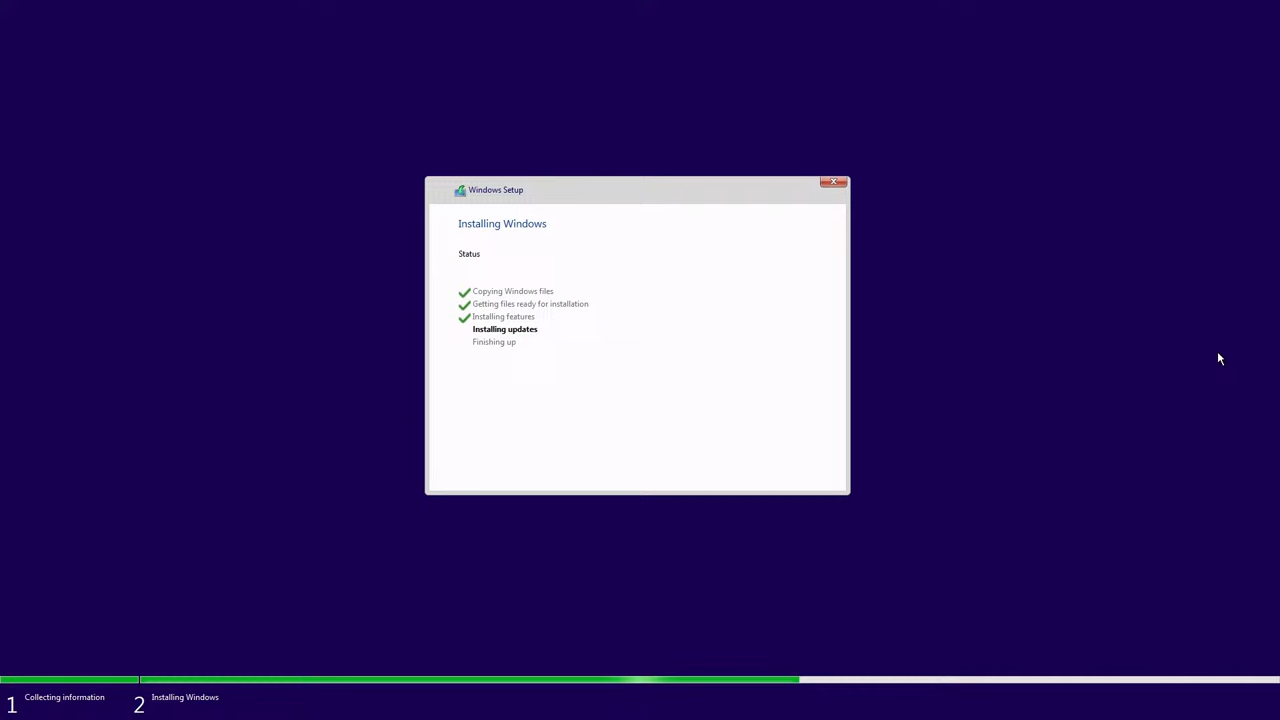 Windows Setup
Installing Windows
Status
Copying Windows files
Getting files ready for installation
Installing features
Installing updates
Finishing up
1 Collecting information
2 Installing Windows